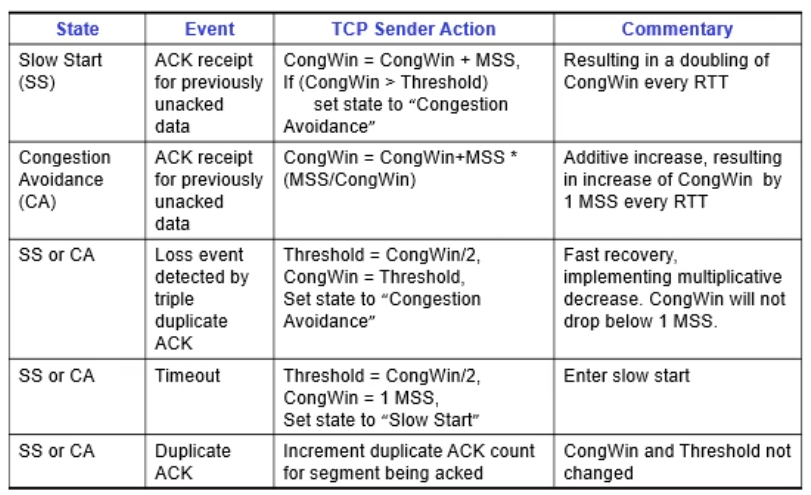 State Event TCP Sender Action Commentary
Slow Start
(SS)
ACK receipt
for previously
unacked
data
CongWin = CongWin + MSS,
If (CongWin > Threshold)
set state to “Congestion
Avoidance”
Resulting in a doubling of
CongWin every RTT
Congestion
Avoidance
(CA)
ACK receipt
for previously
unacked
data
CongWin = CongWin+MSS *
(MSS/CongWin)
Additive increase, resulting
in increase of CongWin by
1 MSS every RTT
SS or CA
Loss event
detected by
triple
duplicate
ACK
Threshold = CongWin/2,
CongWin = Threshold,
Set state to “Congestion
Avoidance”
Fast recovery,
implementing multiplicative
decrease. CongWin will not
drop below 1 MSS.
SS or CA
Timeout
Threshold = CongWin/2,
CongWin = 1 MSS,
Set state to “Slow Start”
Enter slow start
SS or CA
Duplicate
ACK
Increment duplicate ACK count
for segment being acked
CongWin and Threshold not
changed